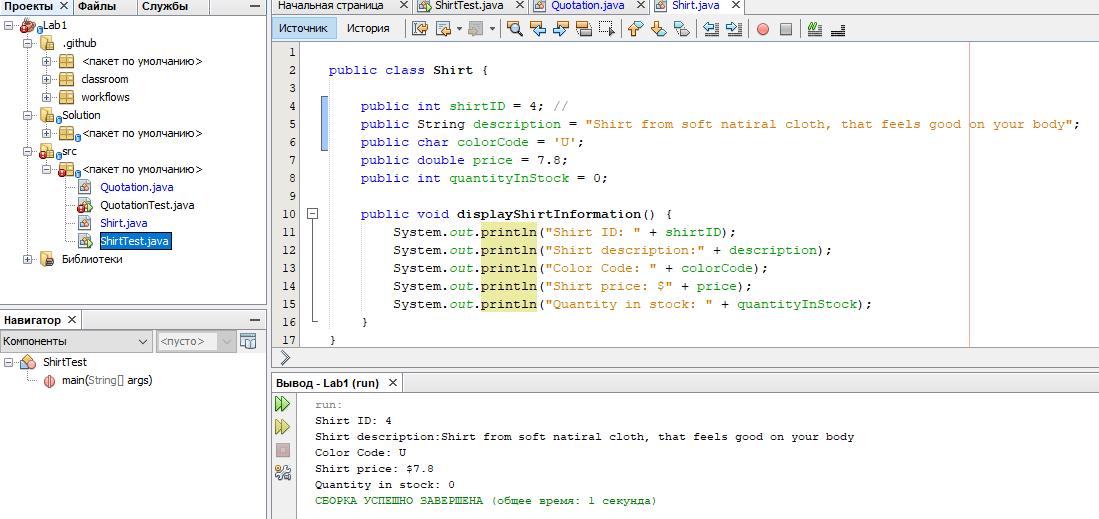 Проекты Файлы Службы
Lab1
.github
<пакет по умолчанию>
classroom
workflows
Solution
<пакет по умолчанию>
src
<пакет по умолчанию>
Quotation.java
QuotationTest.java
Shirt.java
ShirtTest.java
Библиотеки
Навигатор
Компоненты <пусто>
ShirtTest
main(String[] args)
Начальная страница ShirtTest.java Quotation.java Shirt.java
Источник История
1
2 public class Shirt {
3
4 public int shirtID = 4; //
5 public String description = "Shirt from soft natiral cloth, that feels good on your body";
6 public char colorCode = 'U';
7 public double price = 7.8;
8 public int quantityInStock = 0;
9
10 public void displayShirtInformation() {
11 System.out.println("Shirt ID: " + shirtID);
12 System.out.println("Shirt description:" + description);
13 System.out.println("Color Code: " + colorCode);
14 System.out.println("Shirt price: $" + price);
15 System.out.println("Quantity in stock: " + quantityInStock);
16 }
17 }
Вывод - Lab1 (run)
run:
Shirt ID: 4
Shirt description:Shirt from soft natiral cloth, that feels good on your body
Color Code: U
Shirt price: $7.8
Quantity in stock: 0
СБОРКА УСПЕШНО ЗАВЕРШЕНА (общее время: 1 секунда)